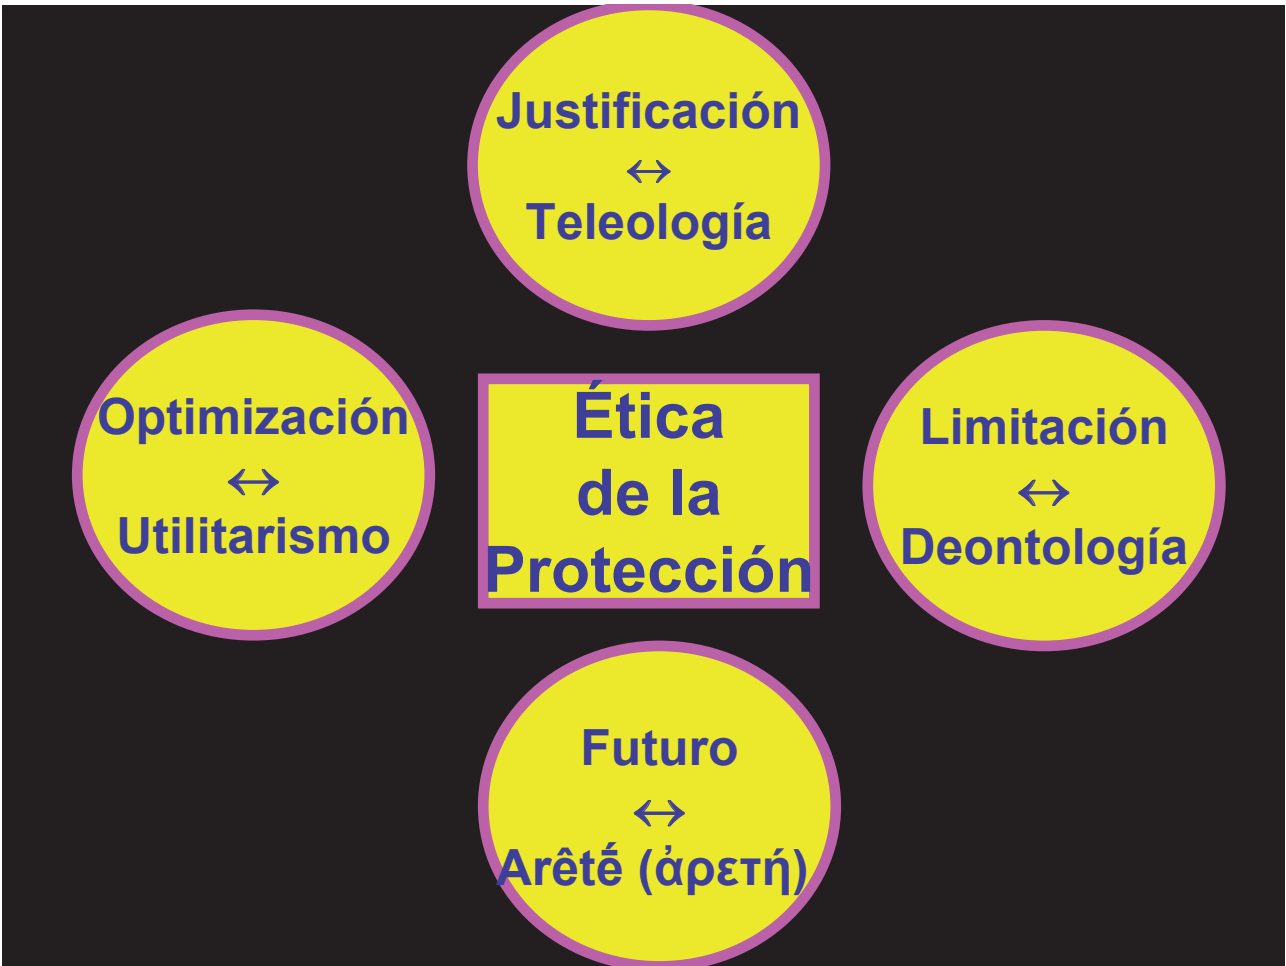 Justificación
↔
Teleología
Optimización
↔
Utilitarismo
Ética
de la
Protección
Limitación
↔
Deontología
Futuro
↔
Arêtḗ (ἀρετή)